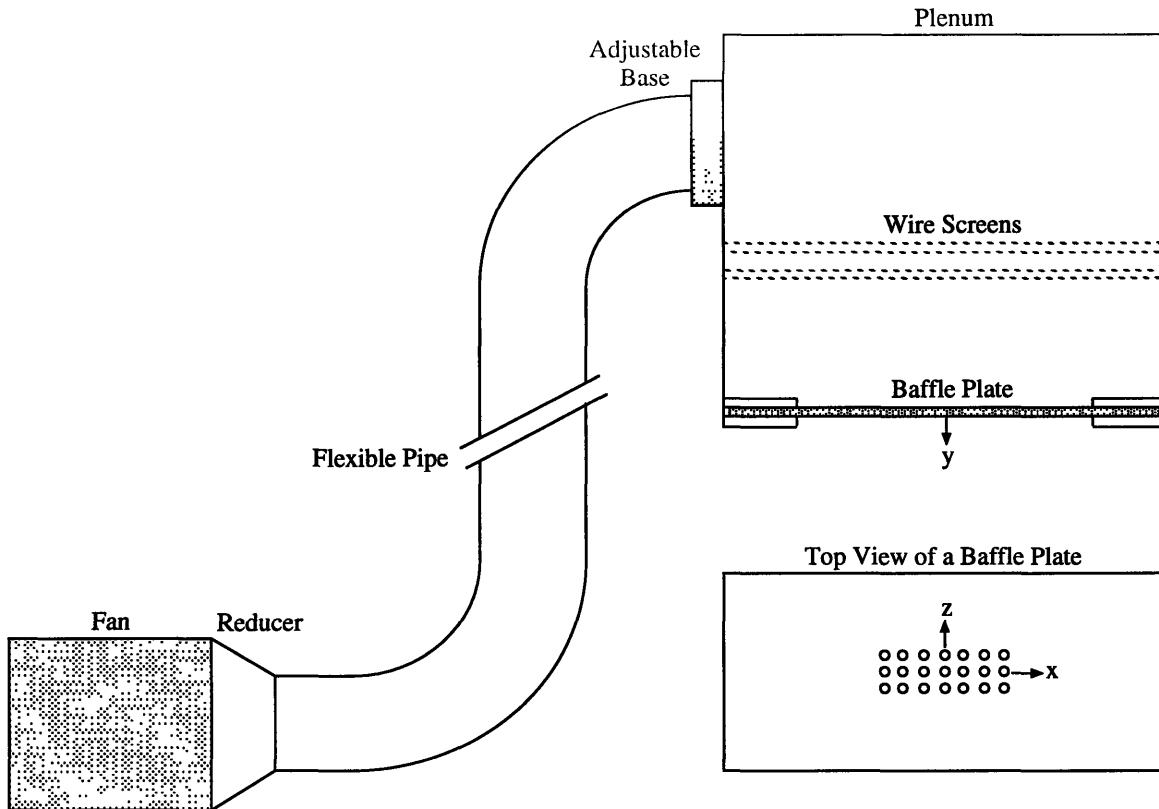 Plenum
Adjustable
Base
Wire Screens
Baffle Plate
y
Flexible Pipe
Top View of a Baffle Plate
z
x
Fan
Reducer